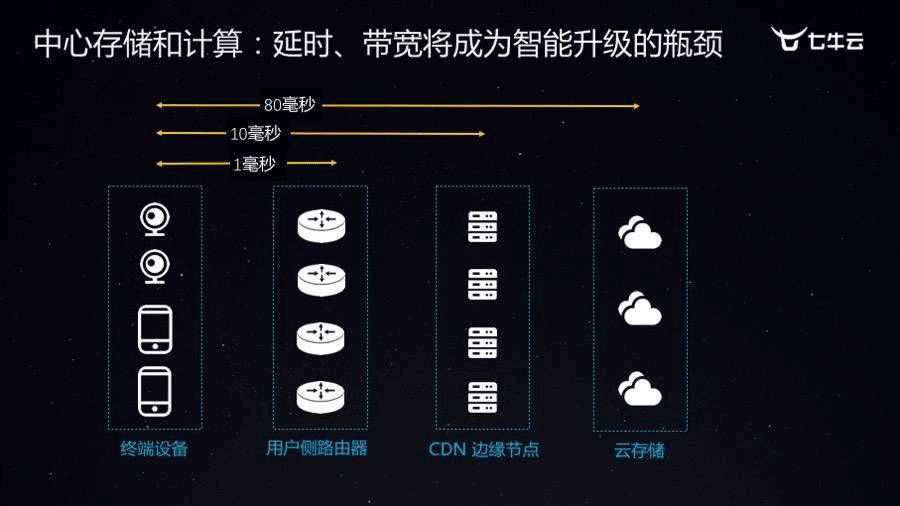 中心存储和计算：延时、带宽将成为智能升级的瓶颈
七牛云
80毫秒
10毫秒
1毫秒
终端设备
用户侧路由器
CDN 边缘节点
云存储